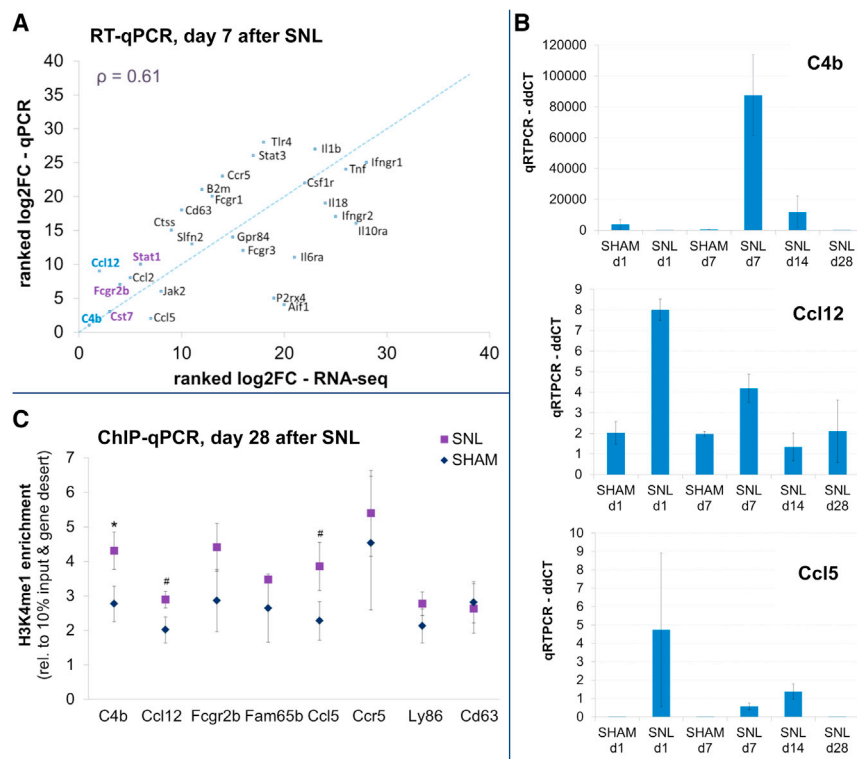 A
RT-qPCR, day 7 after SNL
ρ = 0.61
ranked log2FC - qPCR
40
35
30
25
20
15
10
5
0
0
10
20
30
40
Tlr4
Stat3
Il1b
Ifngr1
Tnf
Ccr5
Csf1r
B2m
Fcgr1
Il18
Cd63
Ifngr2
Ctss
Il10ra
Slfn2
Gpr84
Fcgr3
Il6ra
Stat1
Ccl12
Ccl2
Fcgr2b
Jak2
P2rx4
Aif1
Cst7
Ccl5
C4b
ranked log2FC - RNA-seq
B
C4b
qRTPCR - ddCT
120000
100000
80000
60000
40000
20000
0
SHAM SNL SHAM SNL SNL SNL
d1 d1 d7 d7 d14 d28
Ccl12
qRTPCR - ddCT
9
8
7
6
5
4
3
2
1
0
SHAM SNL SHAM SNL SNL SNL
d1 d1 d7 d7 d14 d28
Ccl5
qRTPCR - ddCT
10
9
8
7
6
5
4
3
2
1
0
SHAM SNL SHAM SNL SNL SNL
d1 d1 d7 d7 d14 d28
C
ChIP-qPCR, day 28 after SNL
SNL
SHAM
H3K4me1 enrichment
(rel. to 10% input & gene desert)
7
6
5
4
3
2
1
0
*
#
#
C4b Ccl12 Fcgr2b Fam65b Ccl5 Ccr5 Ly86 Cd63